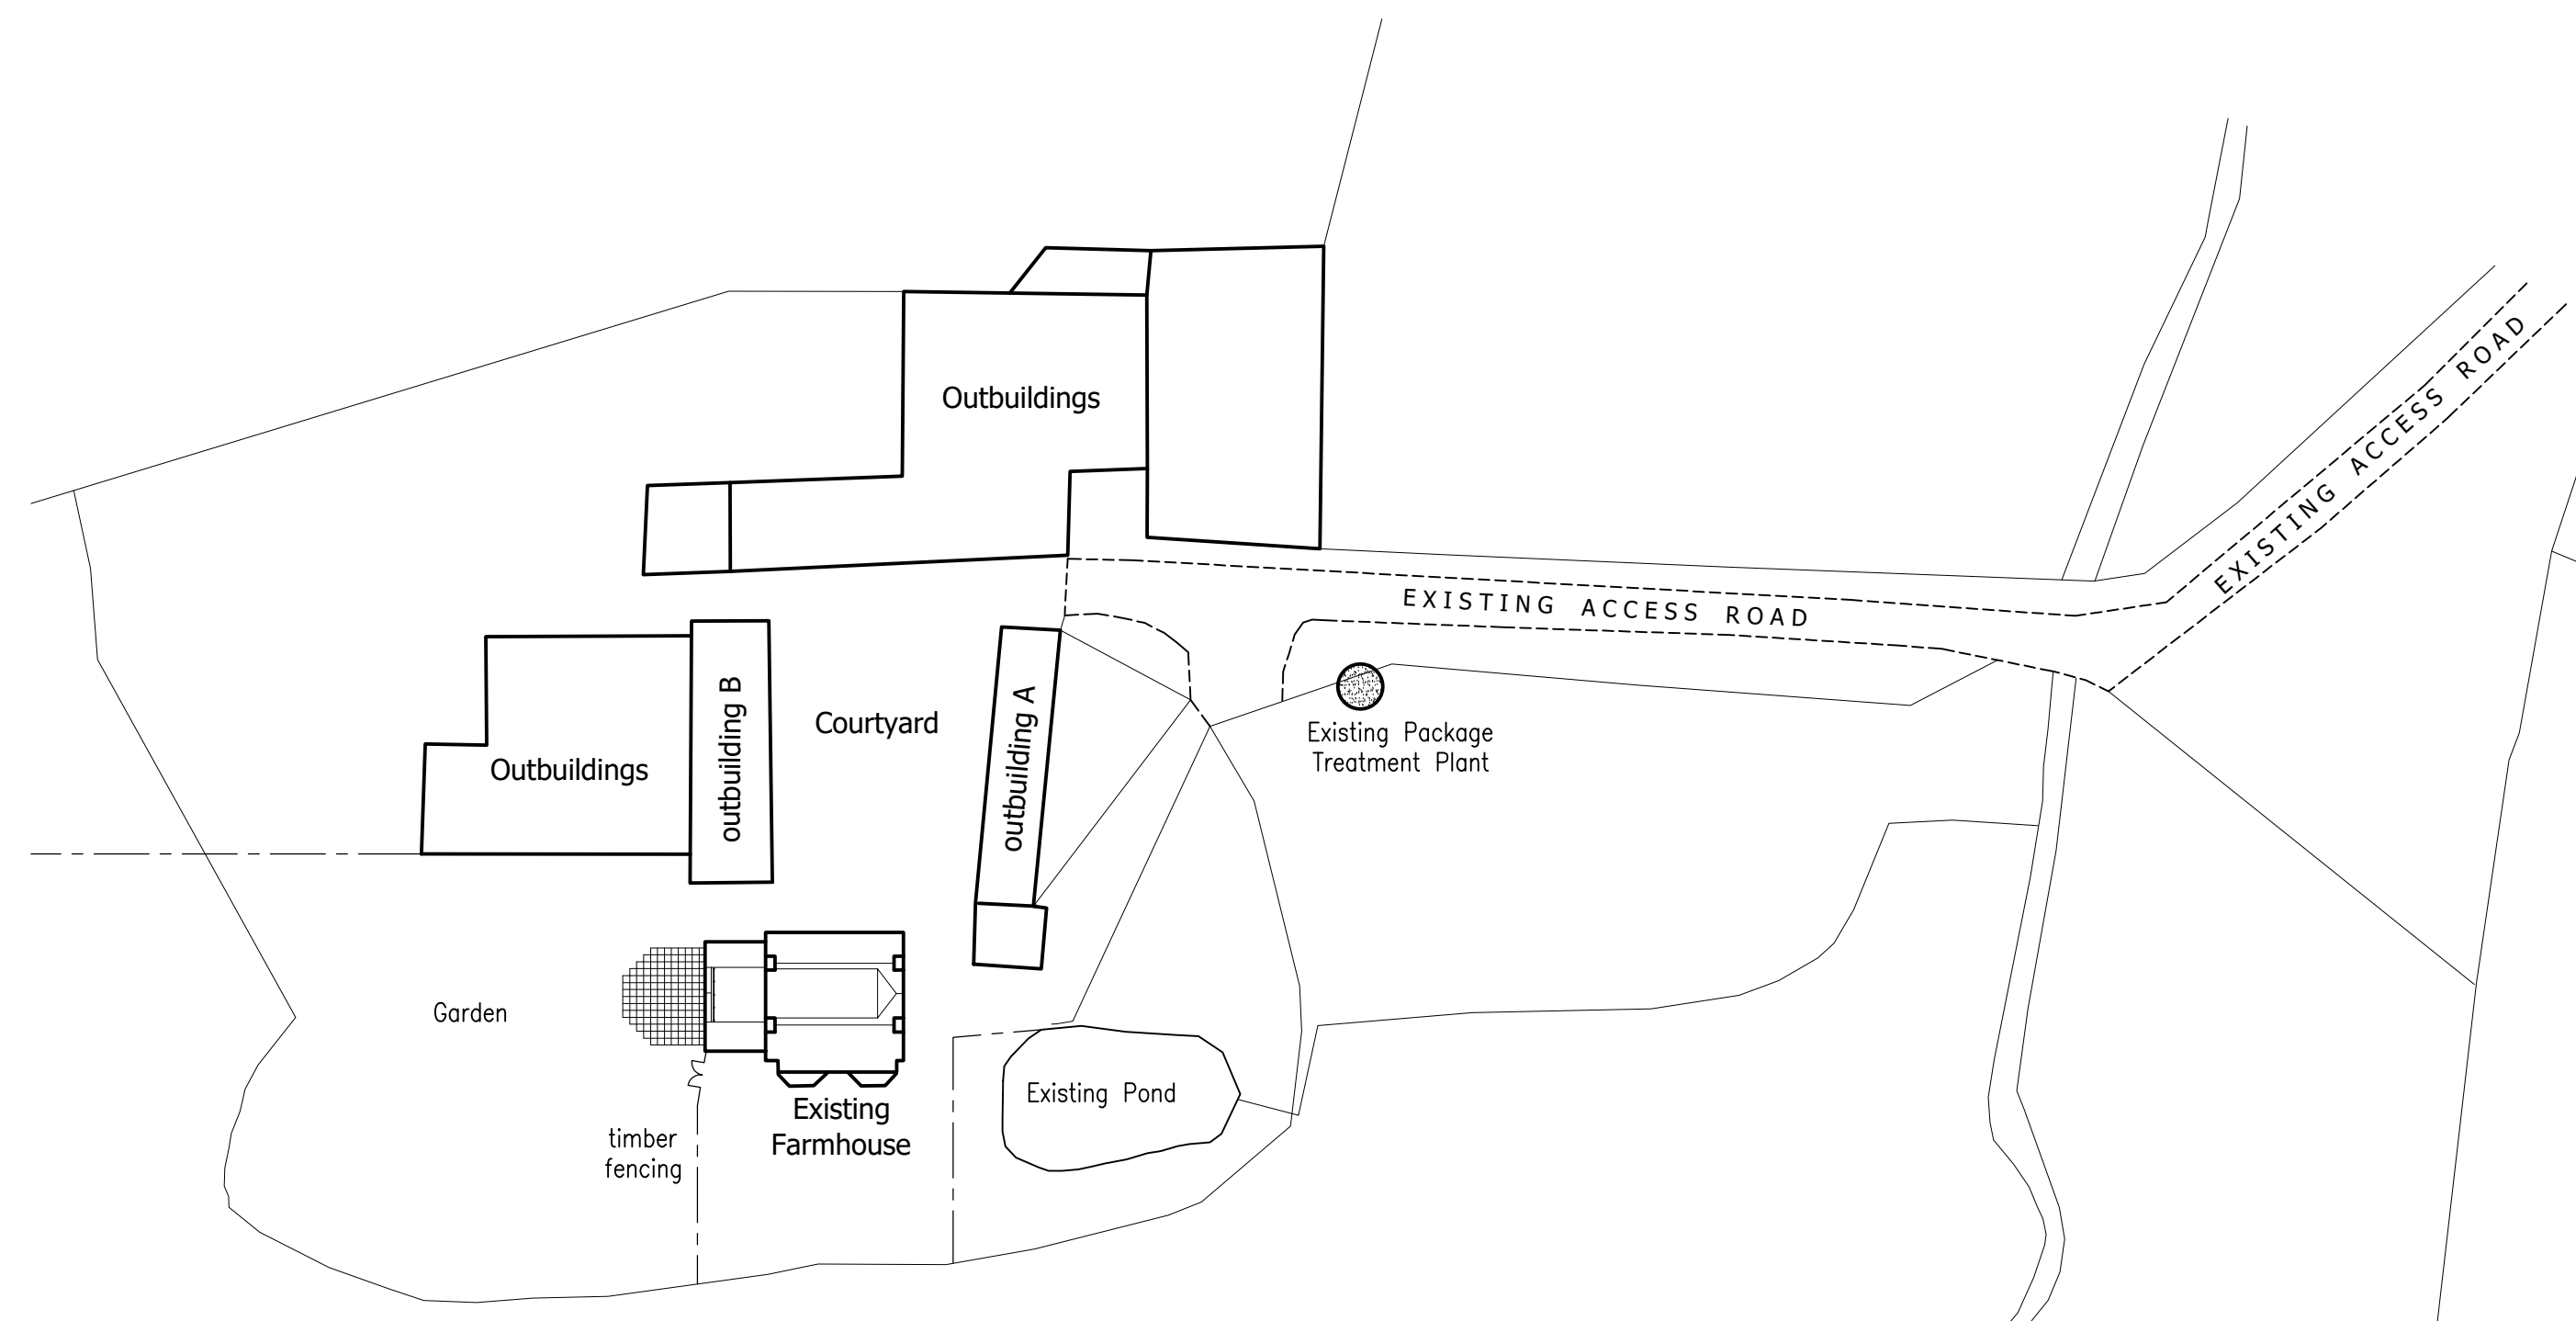 Outbuildings
EXISTING ACCESS ROAD
EXISTING ACCESS ROAD
Existing Package
Treatment Plant
Courtyard
outbuilding A
outbuilding B
Outbuildings
Garden
Existing Pond
Existing
Farmhouse
timber
fencing